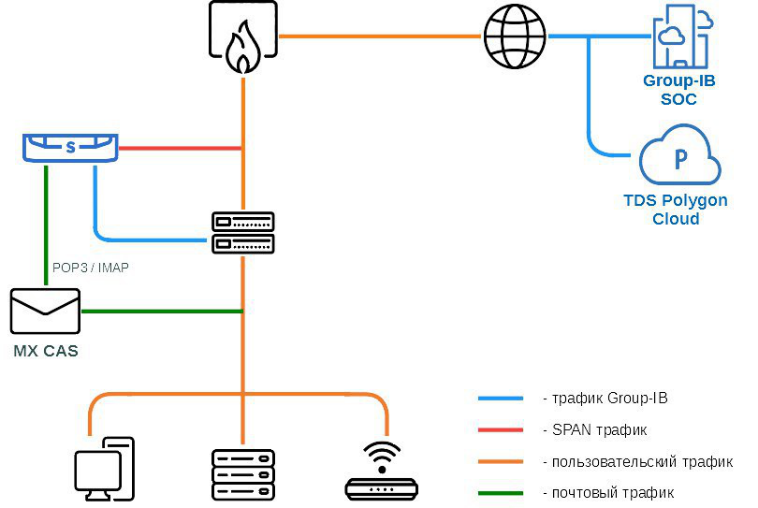 Group-IB
SOC
S
P
TDS Polygon
Cloud
POP3 / IMAP
MX CAS
- трафик Group-IB
- SPAN трафик
- пользовательский трафик
- почтовый трафик